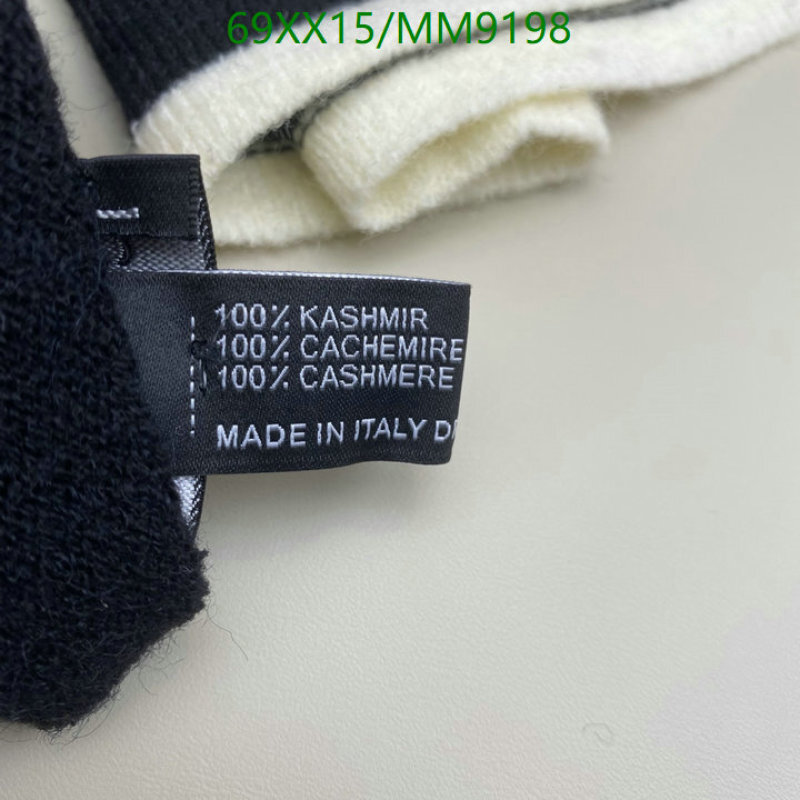 69XX15/MM9198
100% KASHMIR
100% CACHEMIRE
100% CASHMERE
MADE IN ITALY